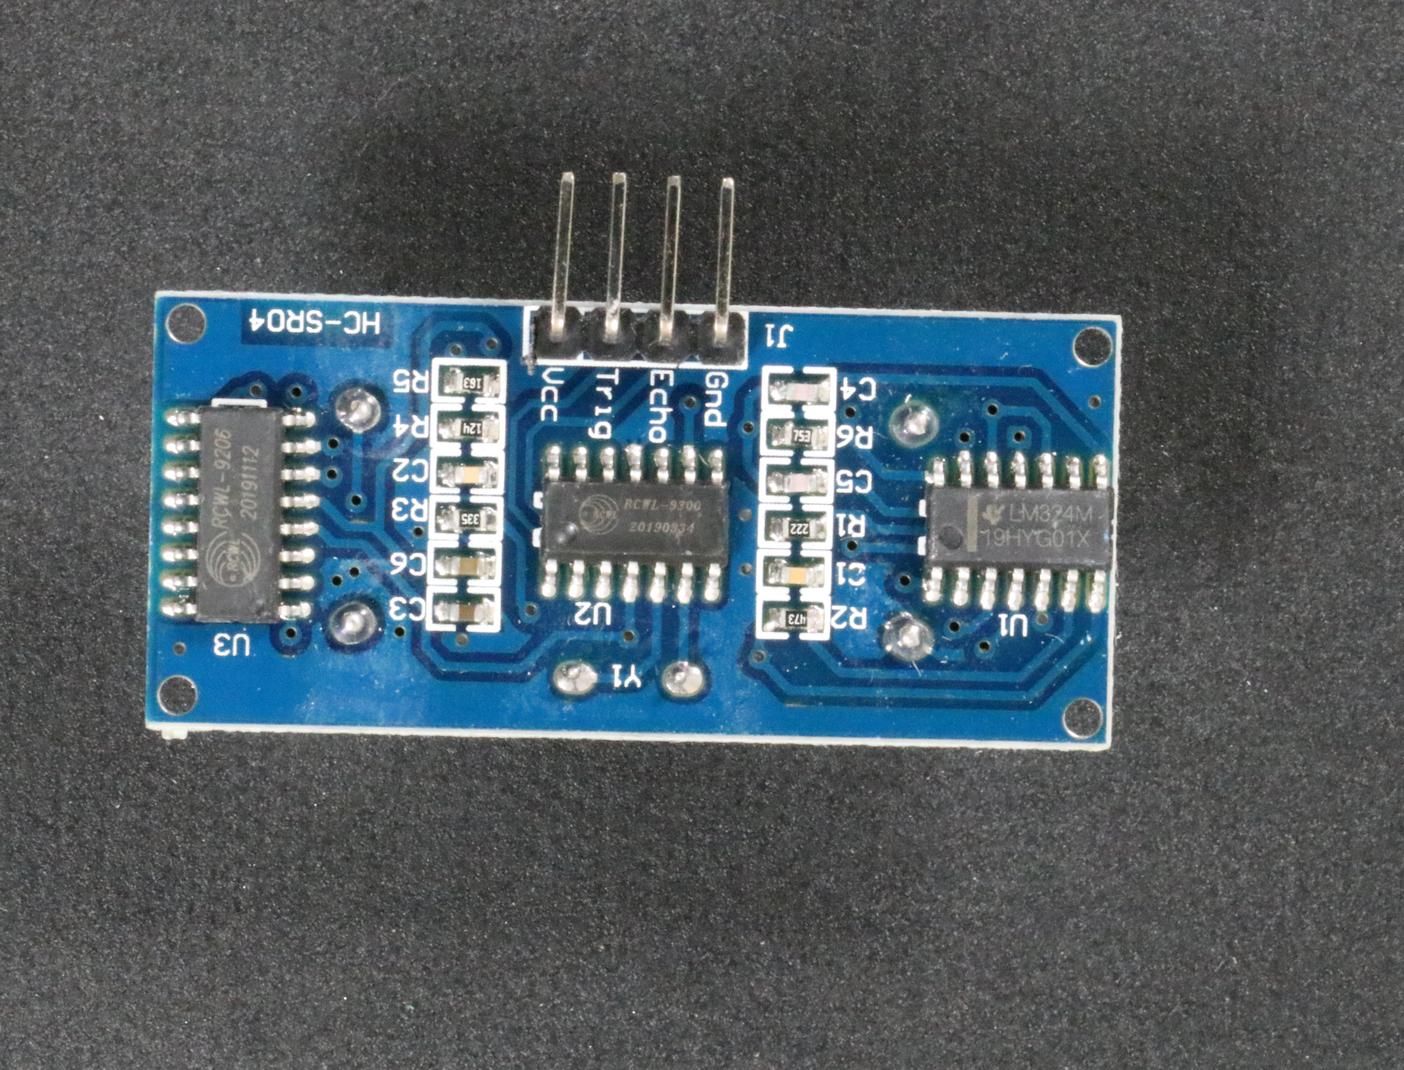 HC-SR04
J1
Vcc
Trig
Echo
Gnd
R5
163
R4
124
C2
R3
335
C6
C3
C4
R6
C5
R1
222
C1
R2
473
RCWL-9206
20191112
RCWL
U3
RCWL-9300
U2
LM324M
19HYG01X
U1
Y1